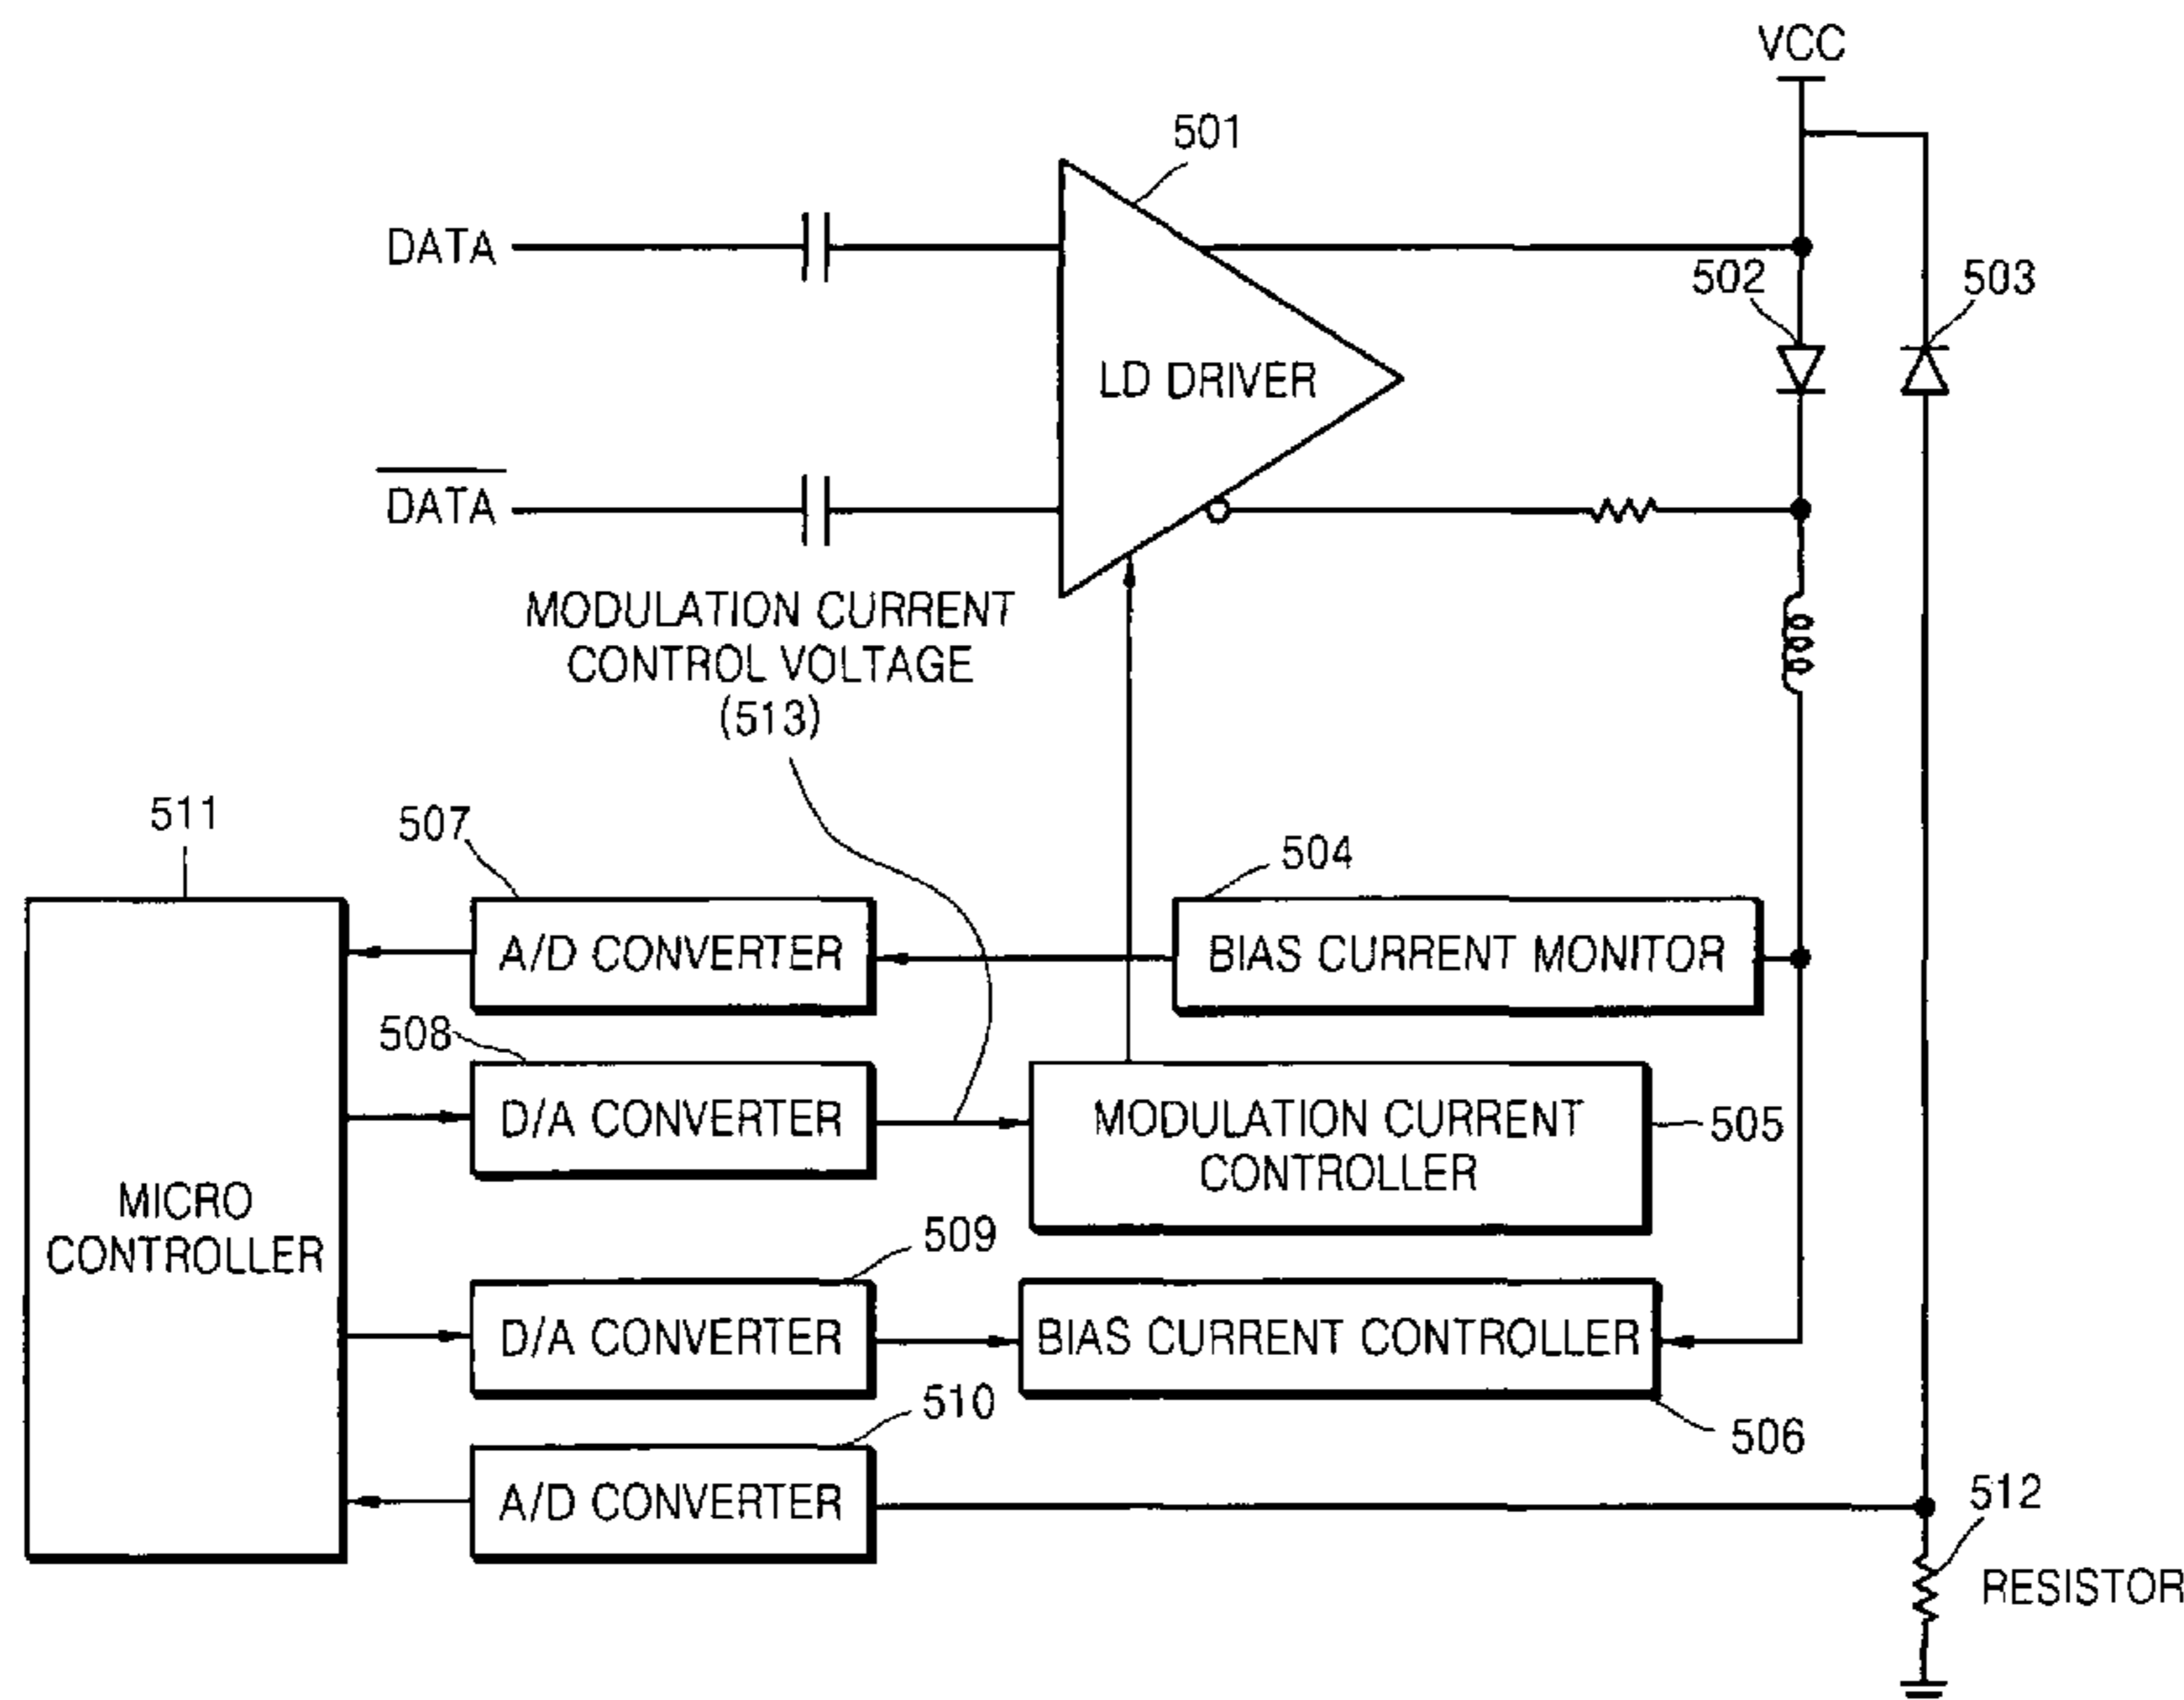 VCC
501
DATA
502
503
LD DRIVER
DATA
MODULATION CURRENT
CONTROL VOLTAGE
(513)
511
507
504
A/D CONVERTER
BIAS CURRENT MONITOR
508
D/A CONVERTER
MODULATION CURRENT
CONTROLLER
505
MICRO
CONTROLLER
509
D/A CONVERTER
BIAS CURRENT CONTROLLER
510
506
A/D CONVERTER
512
RESISTOR